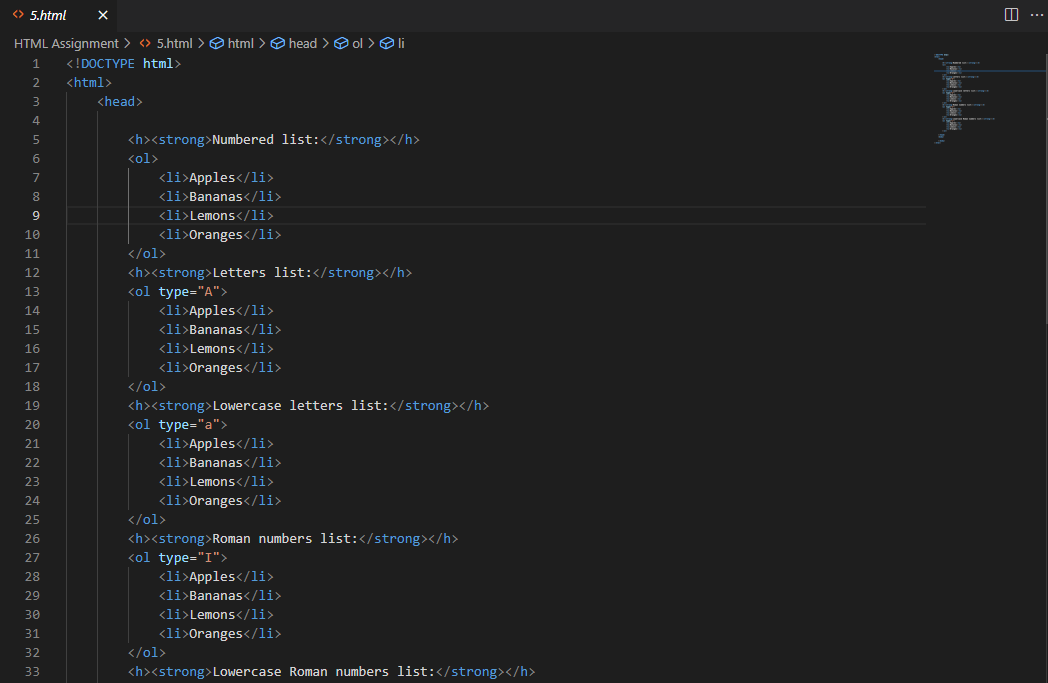 5.html
HTML Assignment > 5.html > html > head > ol > li
1 <!DOCTYPE html>
2 <html>
3 <head>
4
5 <h><strong>Numbered list:</strong></h>
6 <ol>
7 <li>Apples</li>
8 <li>Bananas</li>
9 <li>Lemons</li>
10 <li>Oranges</li>
11 </ol>
12 <h><strong>Letters list:</strong></h>
13 <ol type="A">
14 <li>Apples</li>
15 <li>Bananas</li>
16 <li>Lemons</li>
17 <li>Oranges</li>
18 </ol>
19 <h><strong>Lowercase letters list:</strong></h>
20 <ol type="a">
21 <li>Apples</li>
22 <li>Bananas</li>
23 <li>Lemons</li>
24 <li>Oranges</li>
25 </ol>
26 <h><strong>Roman numbers list:</strong></h>
27 <ol type="I">
28 <li>Apples</li>
29 <li>Bananas</li>
30 <li>Lemons</li>
31 <li>Oranges</li>
32 </ol>
33 <h><strong>Lowercase Roman numbers list:</strong></h>